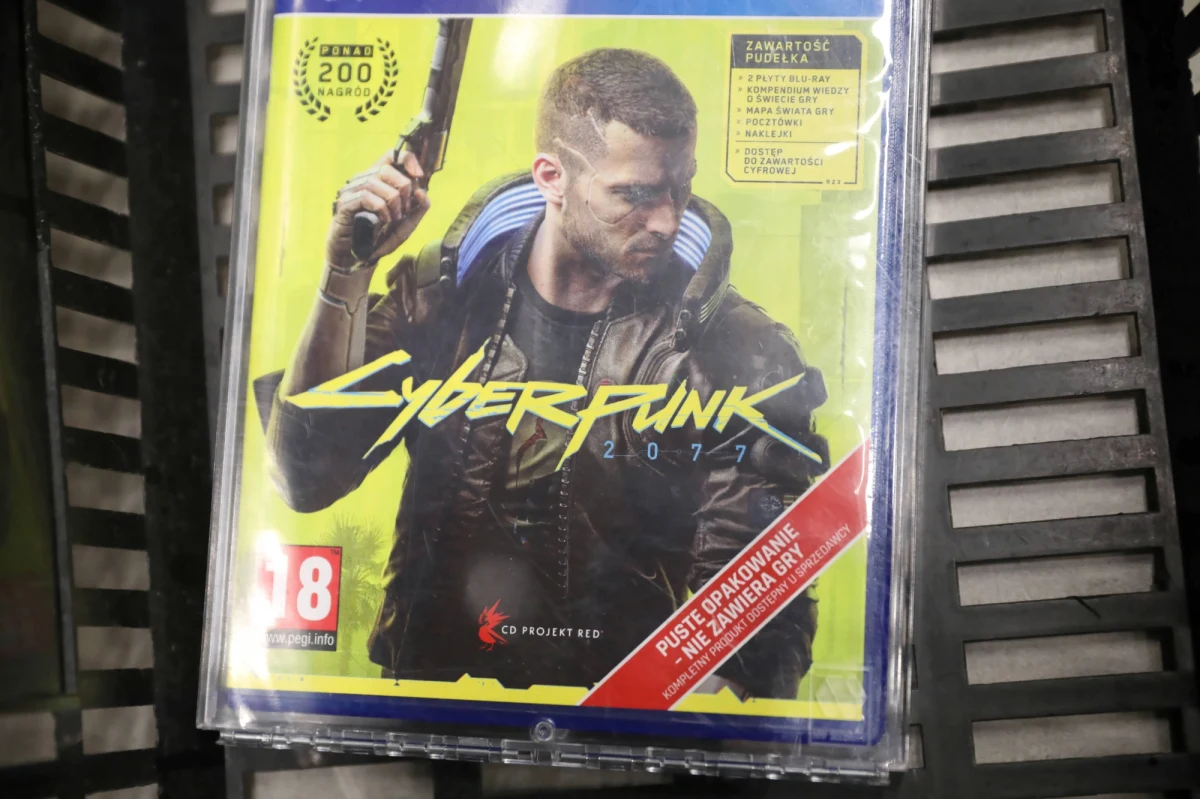 PONAD
200
NAGRÓD
ZAWARTOŚĆ
PUDEŁKA
» 2 PŁYTY BLU-RAY
» KOMPENDIUM WIEDZY
O ŚWIECIE GRY
» MAPA ŚWIATA GRY
» POCZTÓWKI
» NAKLEJKI
» DOSTĘP
DO ZAWARTOŚCI
CYFROWEJ
CYBERPUNK
2077
PUSTE OPAKOWANIE
- NIE ZAWIERA GRY
KOMPLETNY PRODUKT DOSTĘPNY U SPRZEDAWCY
18
www.pegi.info
CD PROJEKT RED